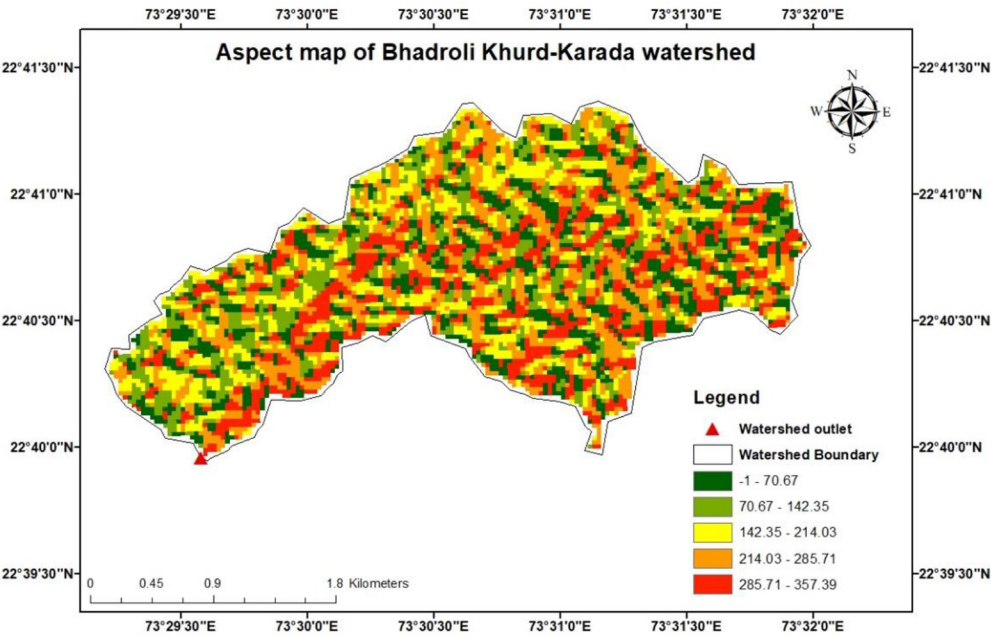 73°29'30"E 73°30'0"E 73°30'30"E 73°31'0"E 73°31'30"E 73°32'0"E
Aspect map of Bhadroli Khurd-Karada watershed
22°41'30"N 22°41'30"N
N
W E
S
22°41'0"N 22°41'0"N
22°40'30"N 22°40'30"N
Legend
Watershed outlet
22°40'0"N 22°40'0"N
Watershed Boundary
-1 - 70.67
70.67 - 142.35
142.35 - 214.03
214.03 - 285.71
22°39'30"N 22°39'30"N
0 0.45 0.9 1.8 Kilometers
285.71 - 357.39
73°29'30"E 73°30'0"E 73°30'30"E 73°31'0"E 73°31'30"E 73°32'0"E